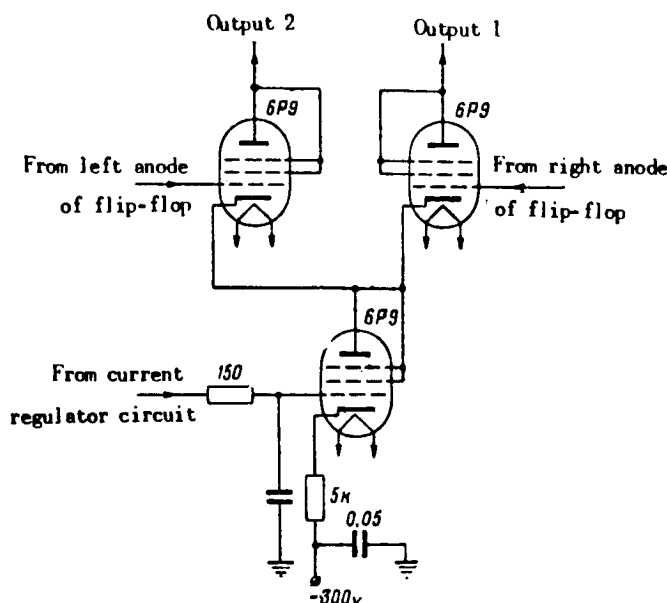 Output 2
Output 1
6P9
6P9
From left anode
of flip-flop
From right anode
of flip-flop
6P9
From current
regulator circuit
150
5к
0.05
-300v